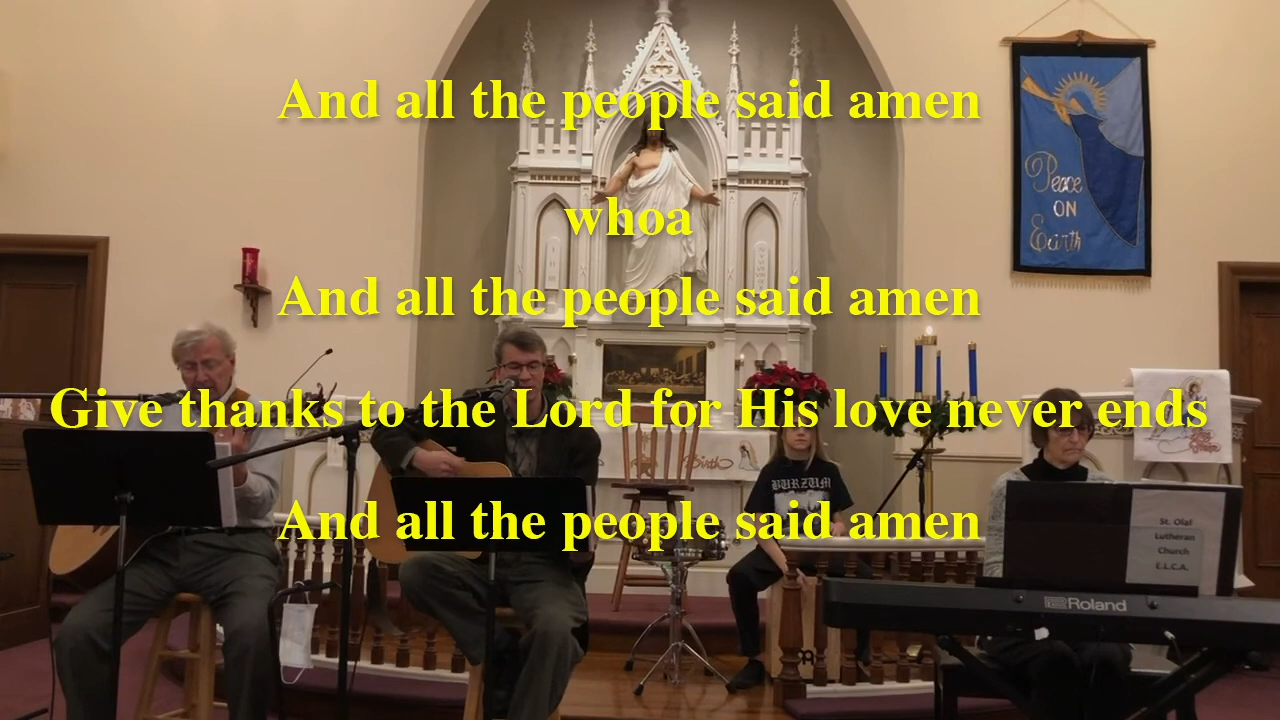 And all the people said amen
whoa
And all the people said amen
Give thanks to the Lord for His love never ends
And all the people said amen
Peace
ON
Earth
Birth
BURZUM
St. Olaf
Lutheran
Church
E.L.C.A.
Roland